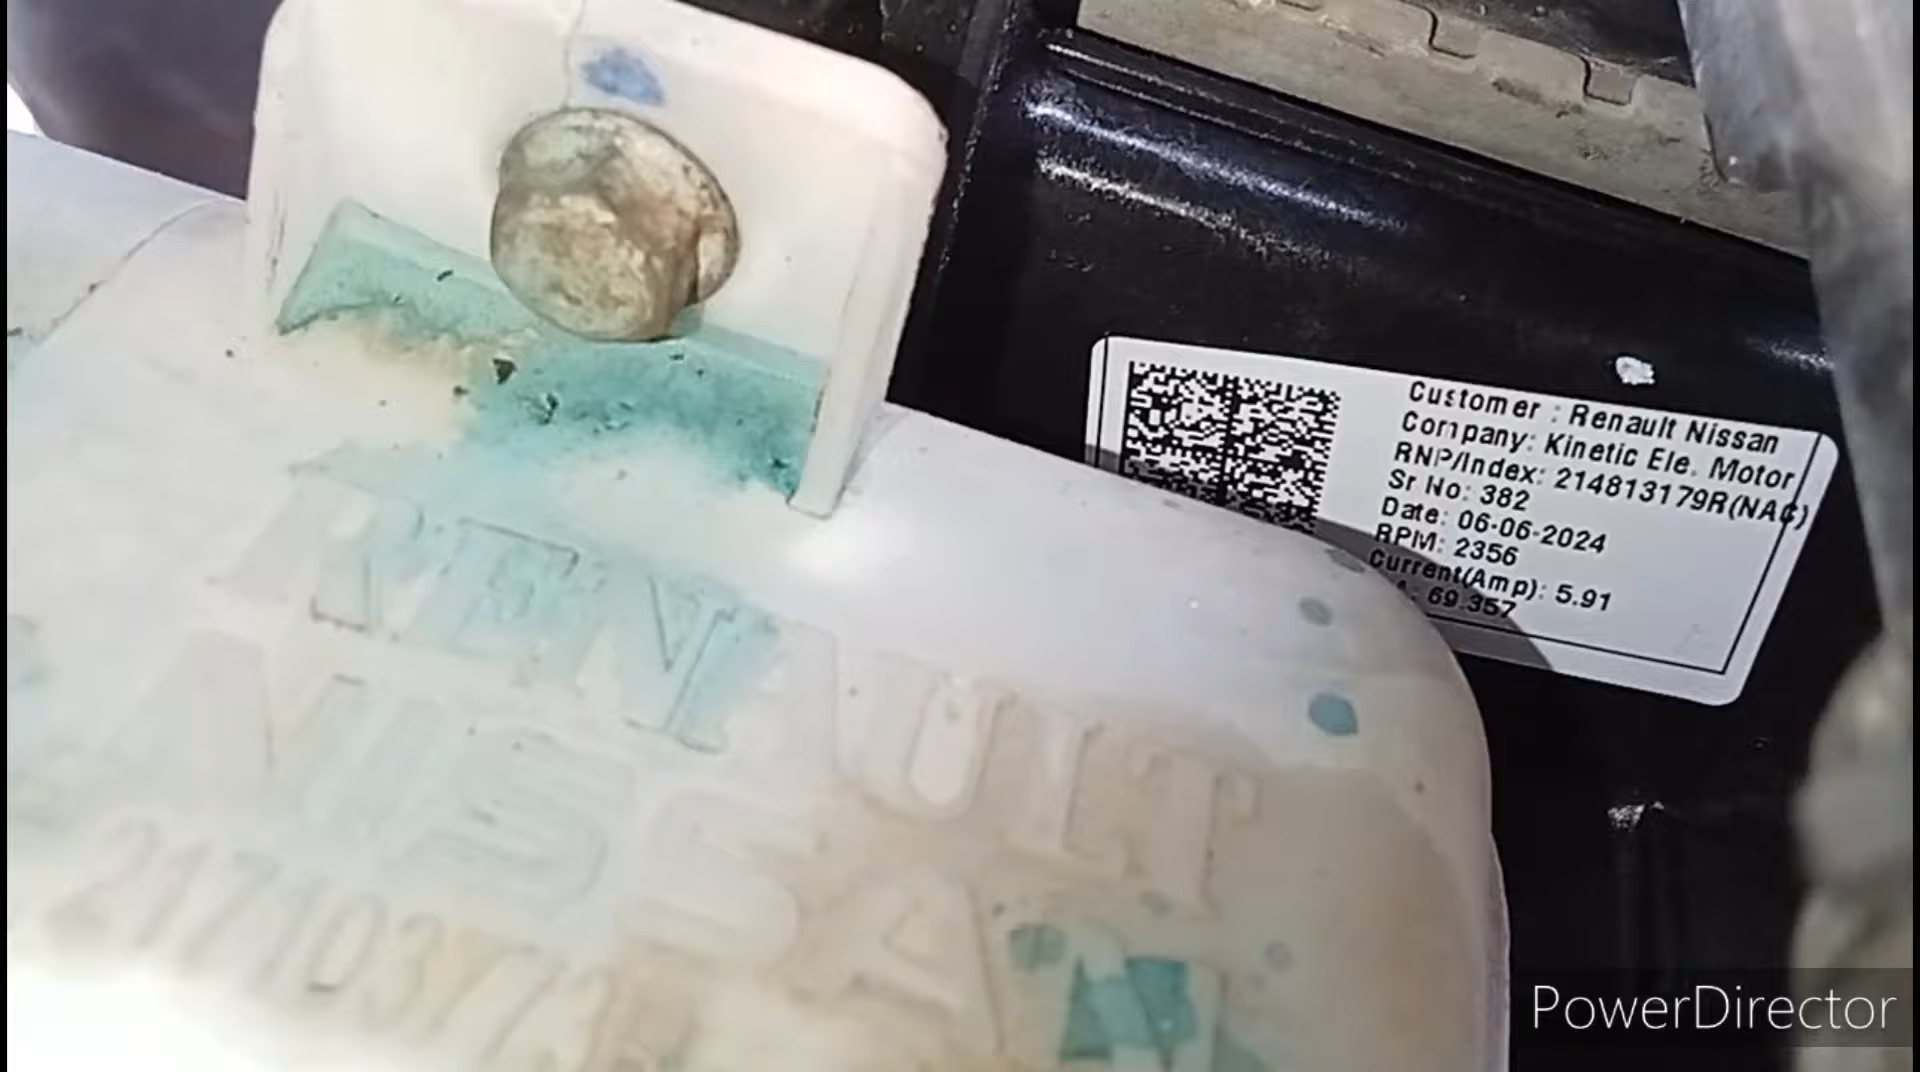 Customer : Renault Nissan
Company: Kinetic Ele. Motor
RNP/Index: 214813179R(NAC)
Sr No: 382
Date: 06-06-2024
RPM: 2356
Current(Amp): 5.91
: 69.357
RENAULT
NISSAN
PowerDirector